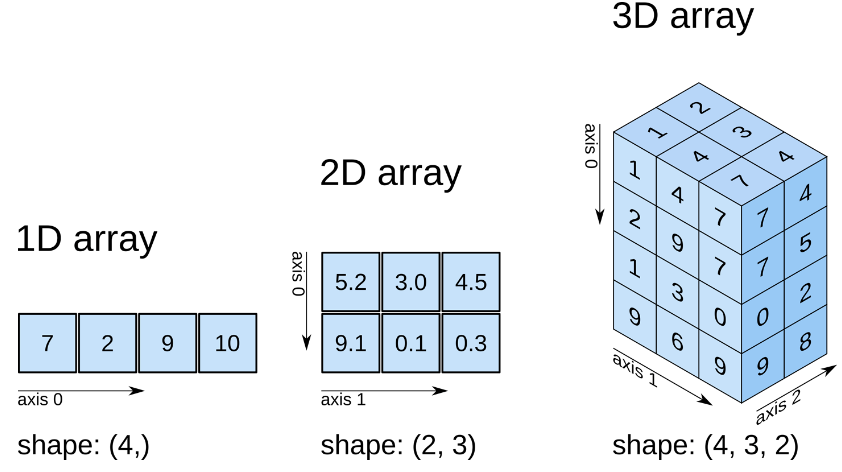 1D array
7 2 9 10
axis 0
shape: (4,)
2D array
axis 0
5.2 3.0 4.5
9.1 0.1 0.3
axis 1
shape: (2, 3)
3D array
axis 0
1 2
4 3
7 4
1 4 7
2 9 7
1 3 0
9 6 9
7 4
7 5
0 2
9 8
axis 1
axis 2
shape: (4, 3, 2)